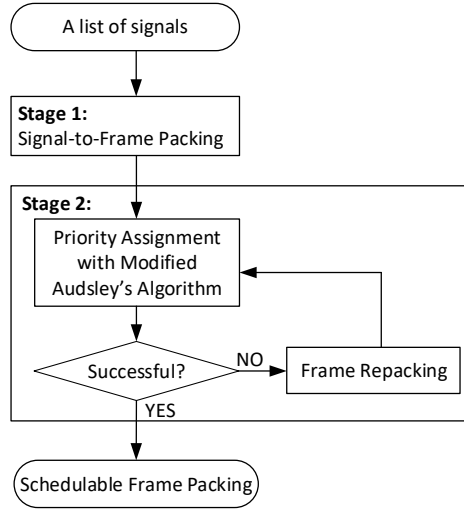 A list of signals
Stage 1:
Signal-to-Frame Packing
Stage 2:
Priority Assignment
with Modified
Audsley's Algorithm
Successful?
NO
Frame Repacking
YES
Schedulable Frame Packing